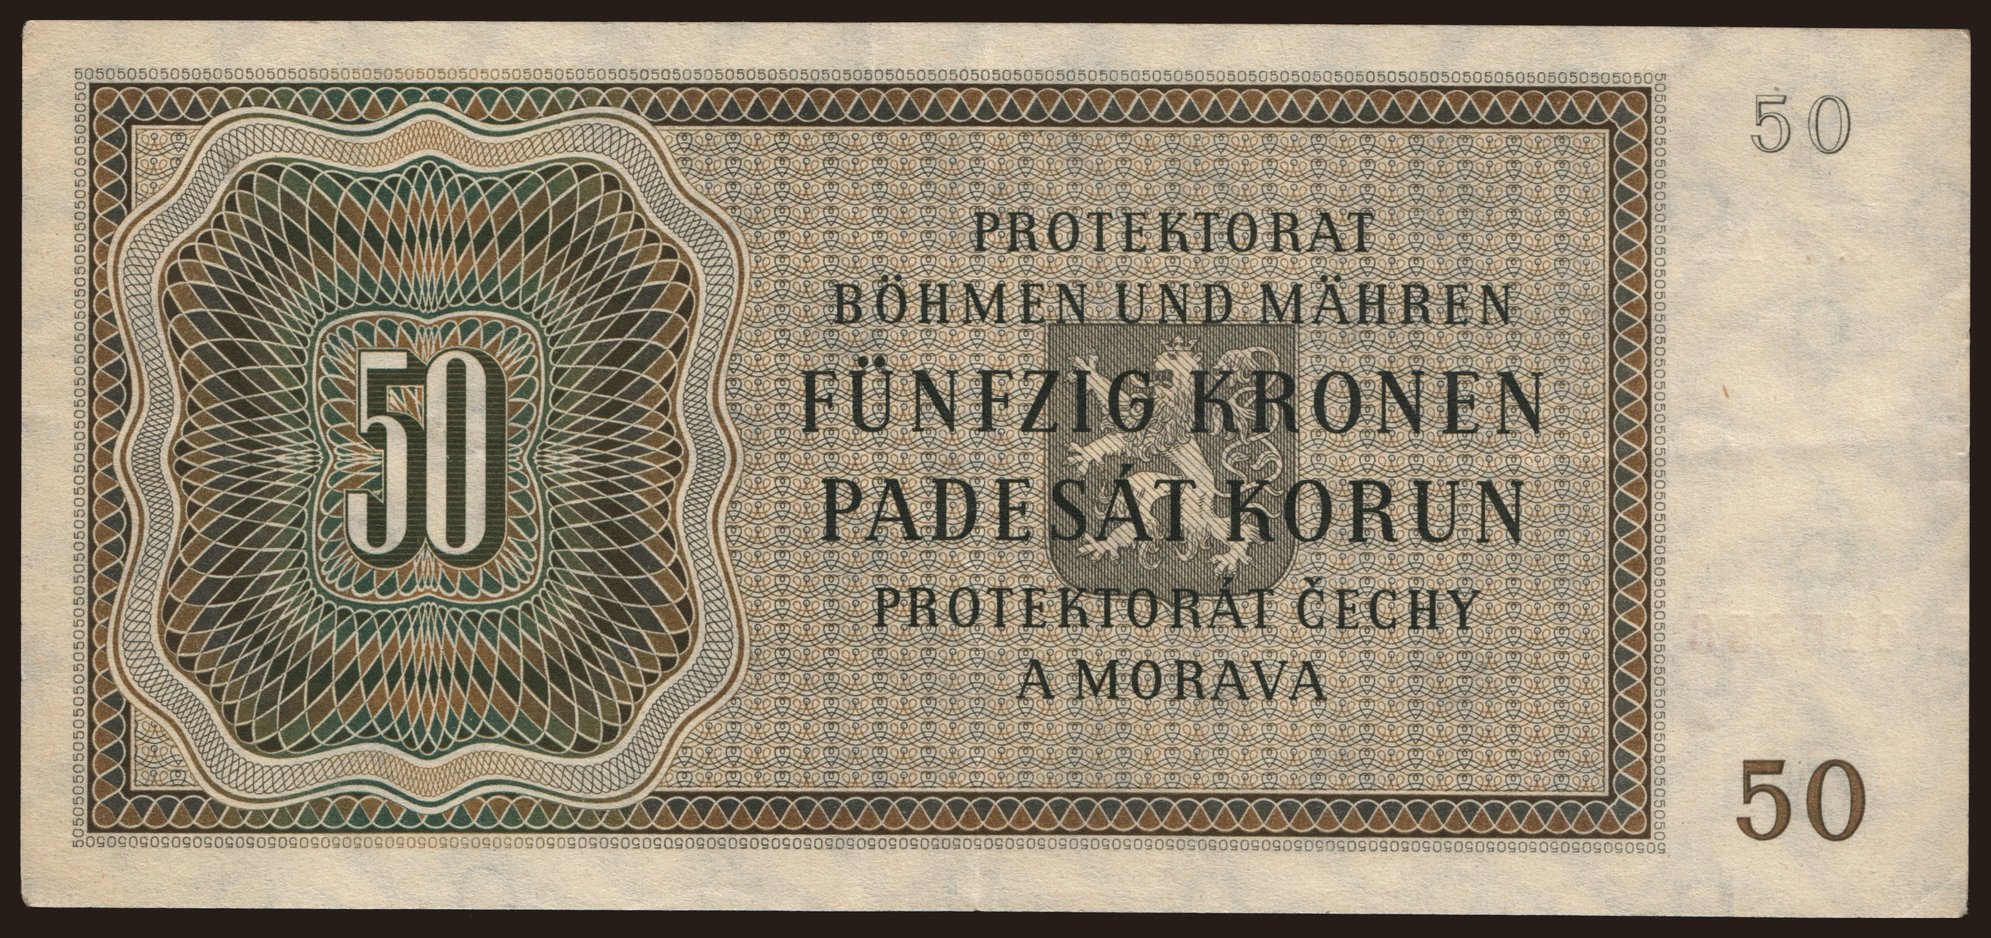 50
PROTEKTORAT
BÖHMEN UND MÄHREN
50
FÜNFZIG KRONEN
PADESÁT KORUN
PROTEKTORÁT ČECHY
A MORAVA
50